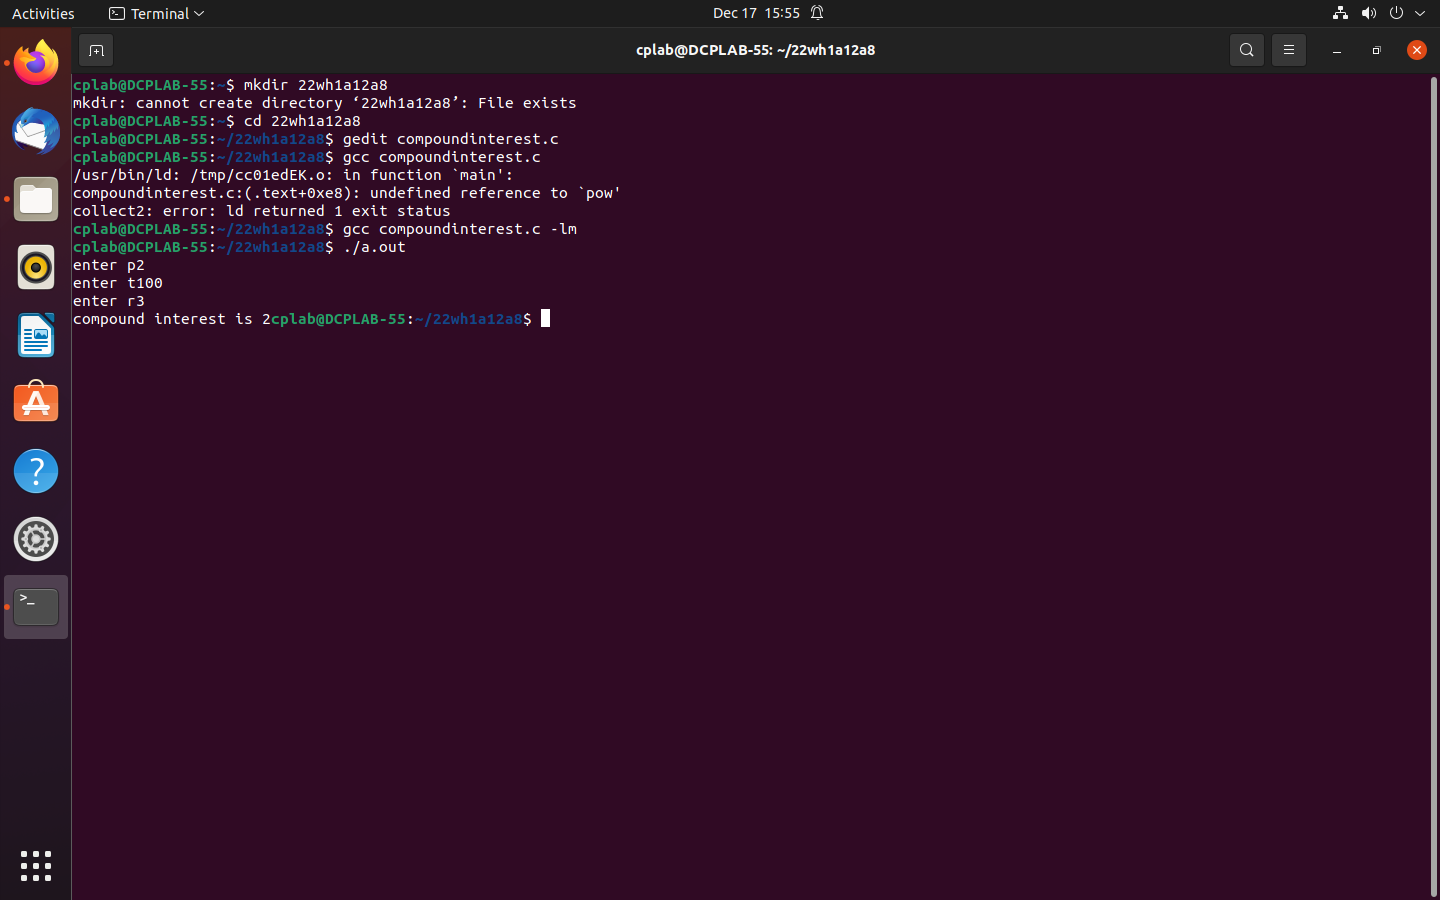 Activities
Terminal
Dec 17 15:55
cplab@DCPLAB-55: ~/22wh1a12a8
cplab@DCPLAB-55:~$ mkdir 22wh1a12a8
mkdir: cannot create directory ‘22wh1a12a8’: File exists
cplab@DCPLAB-55:~$ cd 22wh1a12a8
cplab@DCPLAB-55:~/22wh1a12a8$ gedit compoundinterest.c
cplab@DCPLAB-55:~/22wh1a12a8$ gcc compoundinterest.c
/usr/bin/ld: /tmp/cc01edEK.o: in function `main':
compoundinterest.c:(.text+0xe8): undefined reference to `pow'
collect2: error: ld returned 1 exit status
cplab@DCPLAB-55:~/22wh1a12a8$ gcc compoundinterest.c -lm
cplab@DCPLAB-55:~/22wh1a12a8$ ./a.out
enter p2
enter t100
enter r3
compound interest is 2cplab@DCPLAB-55:~/22wh1a12a8$